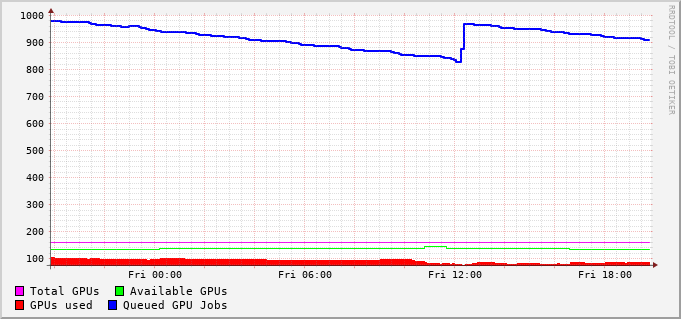 1000
900
800
700
600
500
400
300
200
100
Fri 00:00 Fri 06:00 Fri 12:00 Fri 18:00
Total GPUs Available GPUs
GPUs used Queued GPU Jobs
RRDTOOL / TOBI OETIKER